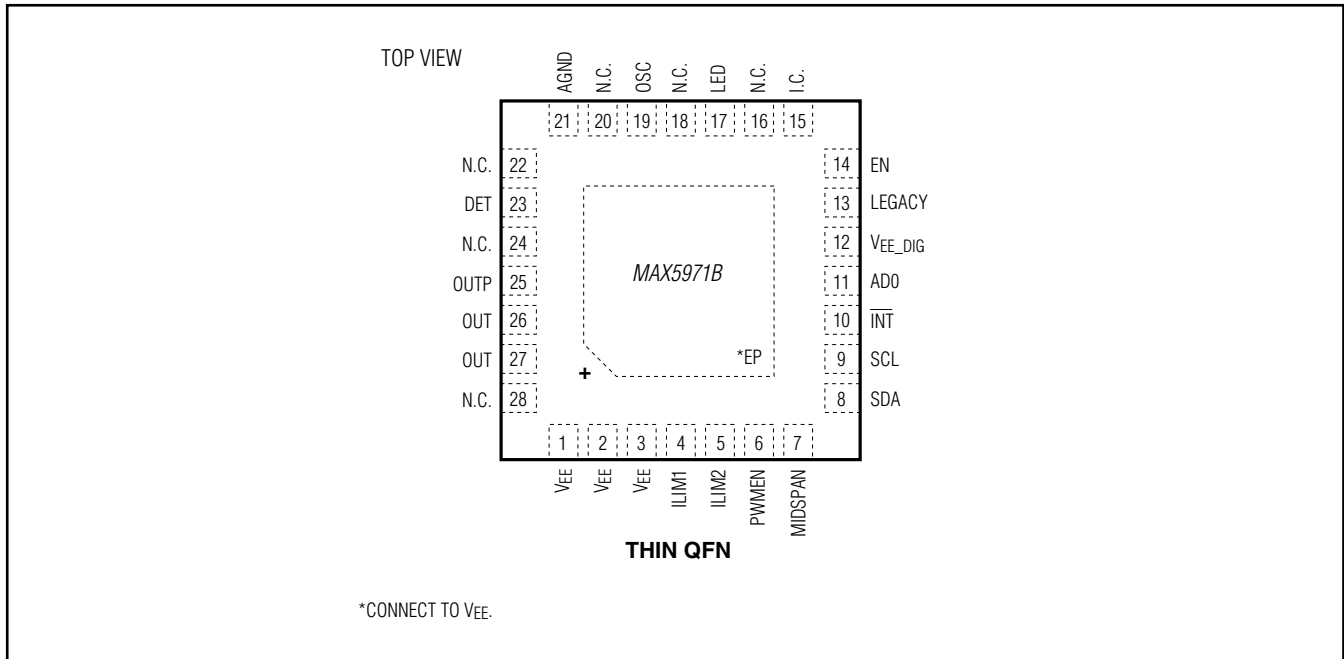 TOP VIEW
AGND
N.C.
OSC
N.C.
LED
N.C.
I.C.
21 20 19 18 17 16 15
N.C. 22
DET 23
N.C. 24
OUTP 25
OUT 26
OUT 27
N.C. 28
14 EN
13 LEGACY
12 VEE_DIG
11 AD0
10 INT
9 SCL
8 SDA
MAX5971B
*EP
+
1 2 3 4 5 6 7
VEE
VEE
VEE
ILIM1
ILIM2
PWMEN
MIDSPAN
THIN QFN
*CONNECT TO VEE.